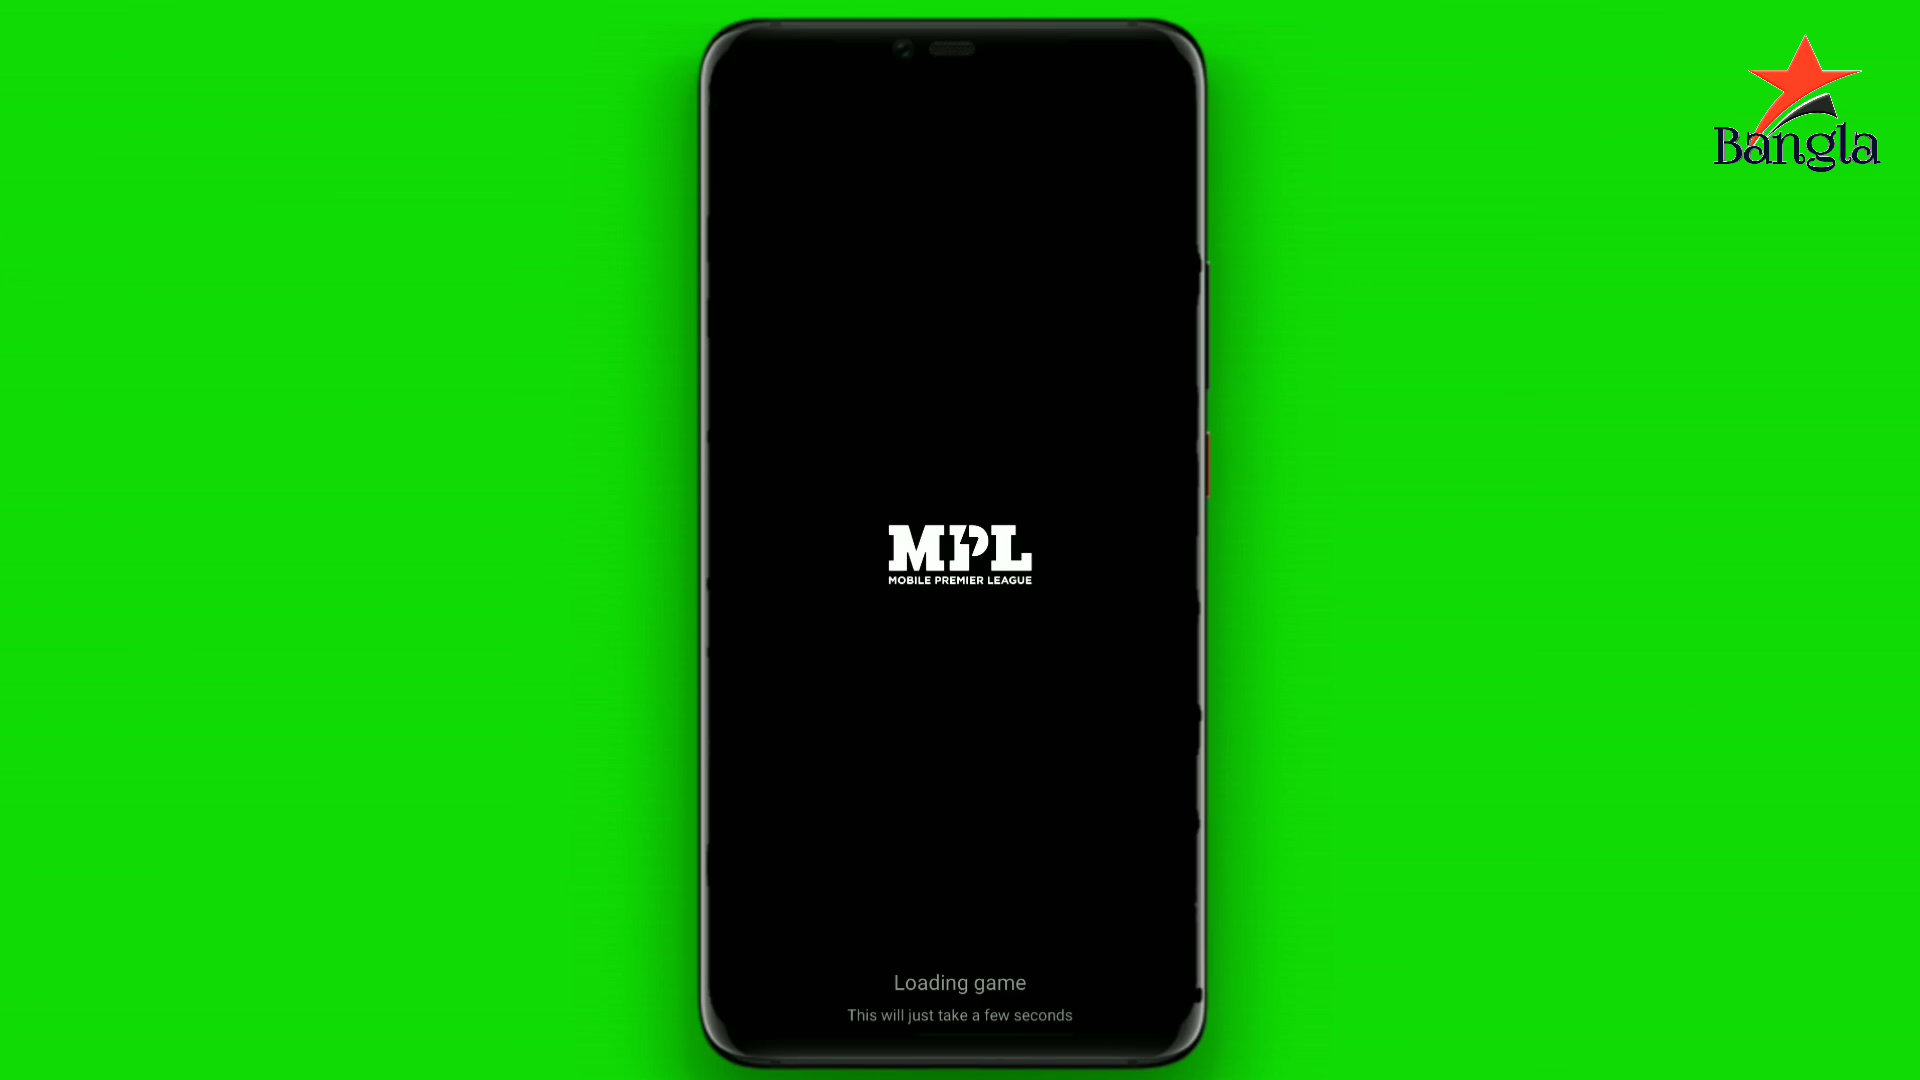 Bangla
MPL
MOBILE PREMIER LEAGUE
Loading game
This will just take a few seconds